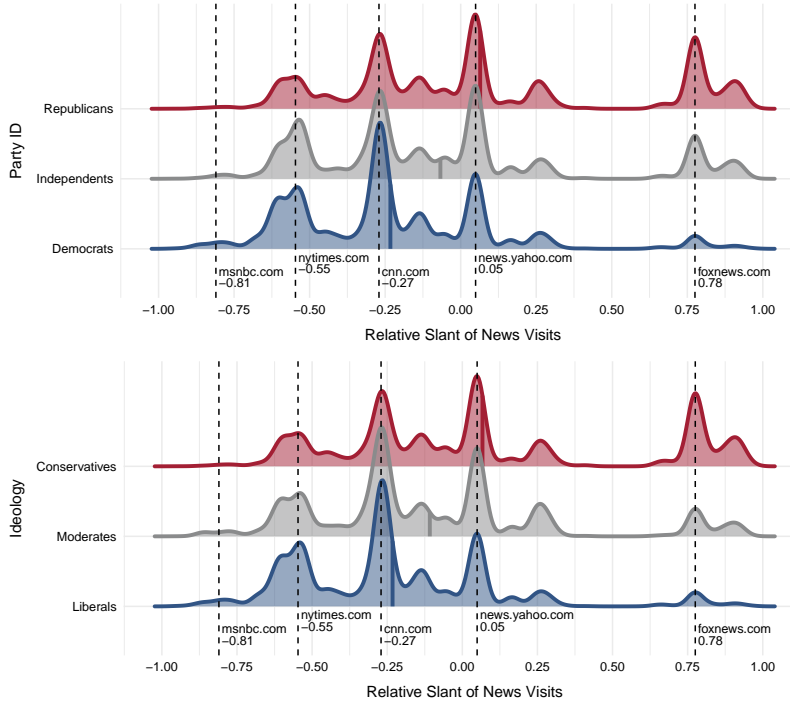 Party ID
Republicans
Independents
Democrats
msnbc.com
−0.81
nytimes.com
−0.55
cnn.com
−0.27
news.yahoo.com
0.05
foxnews.com
0.78
−1.00 −0.75 −0.50 −0.25 0.00 0.25 0.50 0.75 1.00
Relative Slant of News Visits
Ideology
Conservatives
Moderates
Liberals
msnbc.com
−0.81
nytimes.com
−0.55
cnn.com
−0.27
news.yahoo.com
0.05
foxnews.com
0.78
−1.00 −0.75 −0.50 −0.25 0.00 0.25 0.50 0.75 1.00
Relative Slant of News Visits